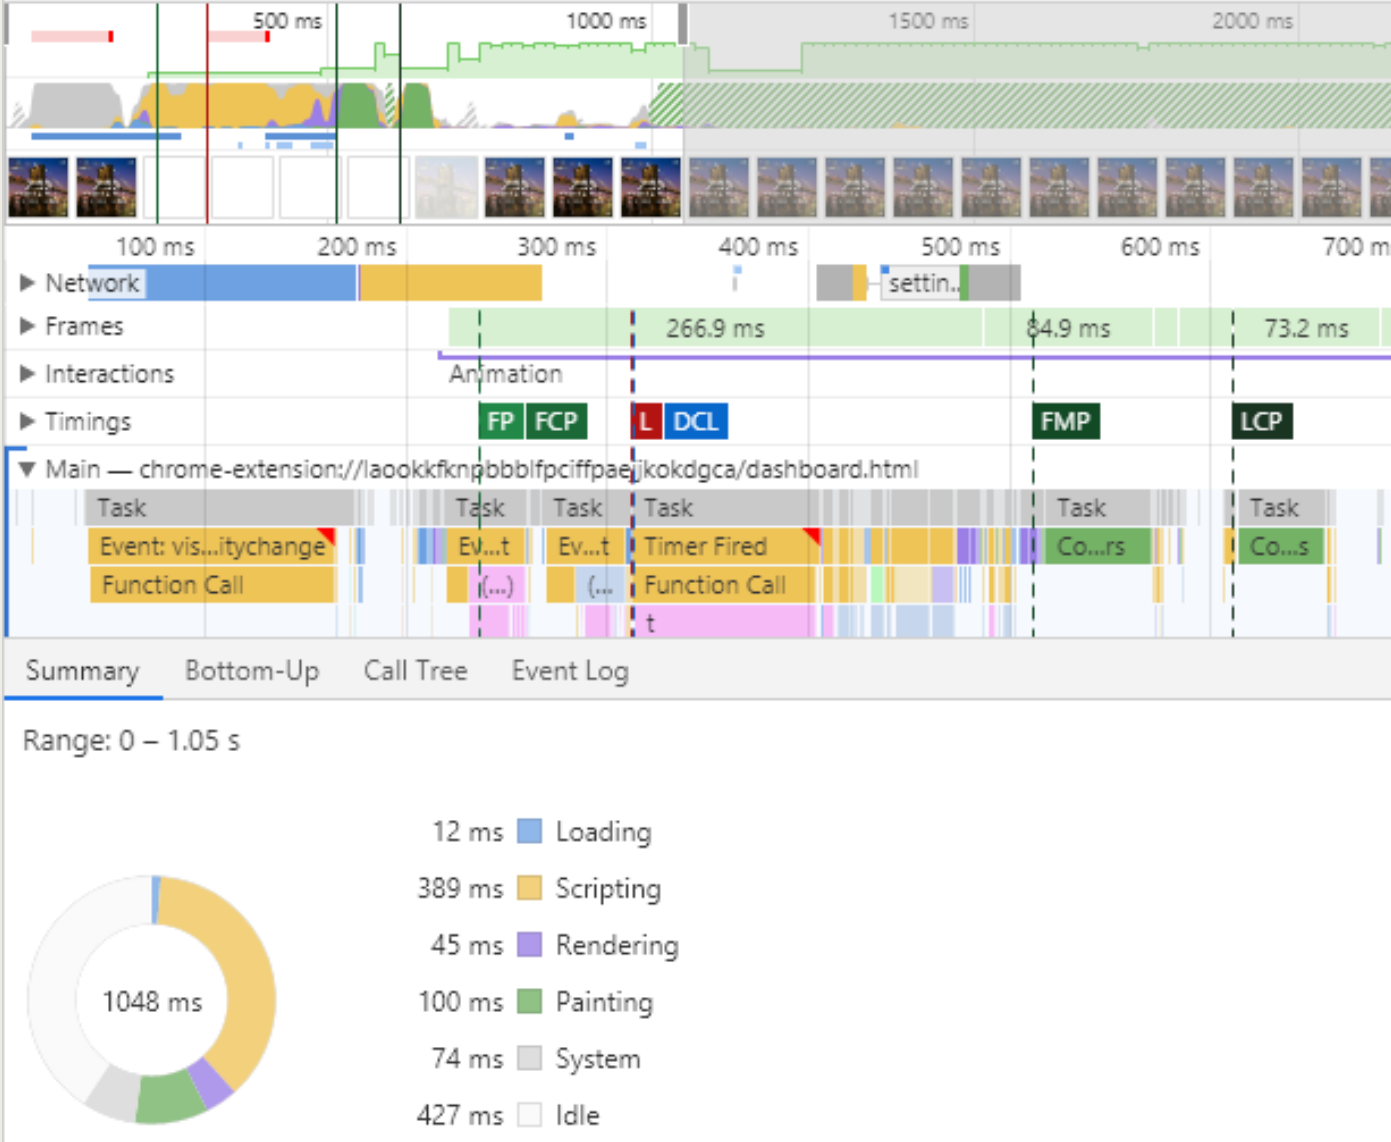 500 ms 1000 ms 1500 ms 2000 ms
100 ms 200 ms 300 ms 400 ms 500 ms 600 ms 700 m
Network settin..
Frames 266.9 ms 84.9 ms 73.2 ms
Interactions Animation
Timings FP FCP L DCL FMP LCP
Main — chrome-extension://laookkfknpbbblfpciffpaejjkokdgca/dashboard.html
Task Task Task Task Task Task
Event: vis...itychange Ev...t Ev...t Timer Fired Co...rs Co...s
Function Call (...) (... Function Call
t
Summary Bottom-Up Call Tree Event Log
Range: 0 – 1.05 s
12 ms Loading
389 ms Scripting
45 ms Rendering
1048 ms 100 ms Painting
74 ms System
427 ms Idle